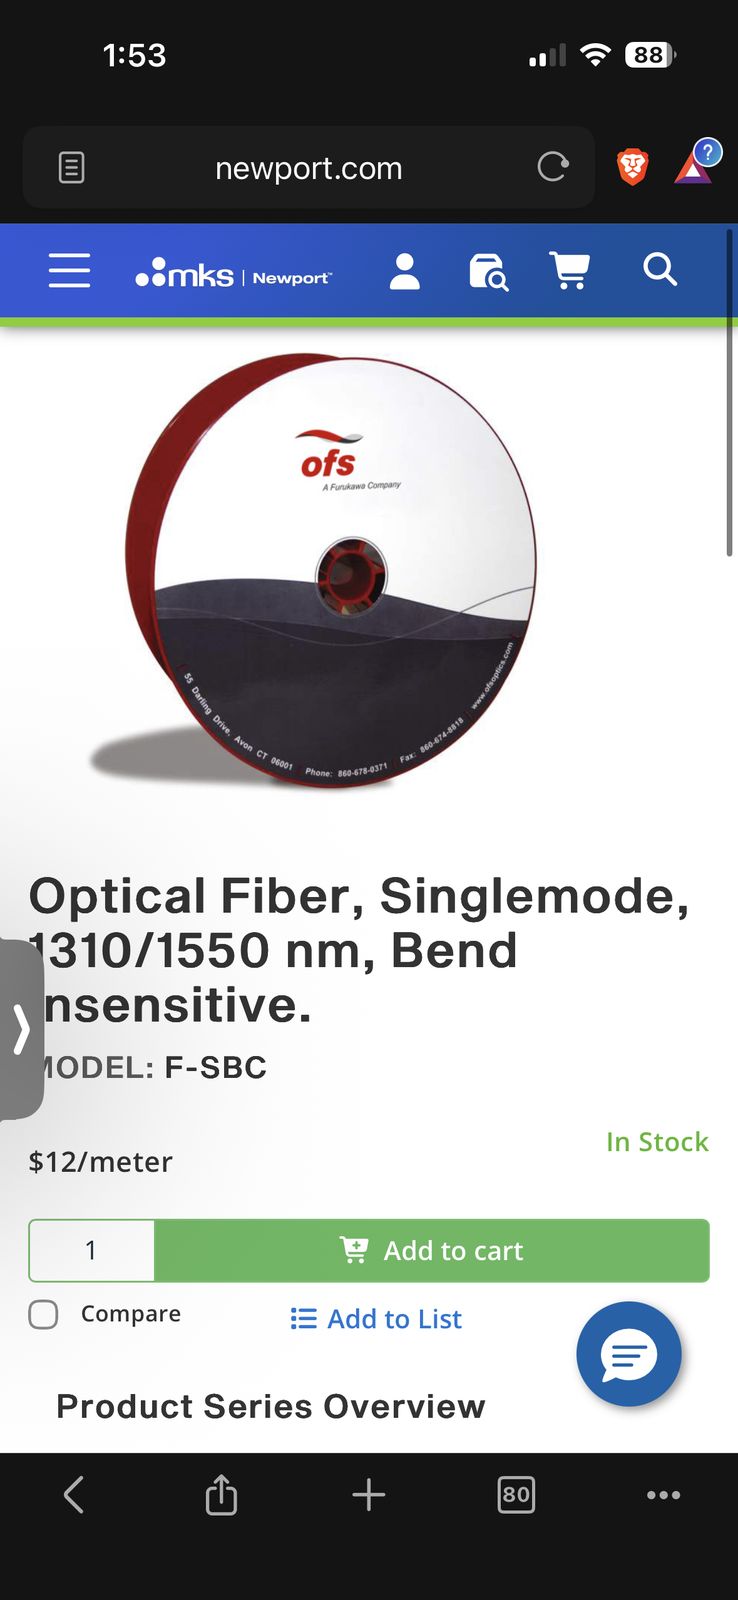 1:53
88
newport.com
?
mks | Newport™
ofs
A Furukawa Company
55 Darling Drive, Avon CT 06001 | Phone: 860-678-0371 | Fax: 860-674-8818 | www.ofsoptics.com
Optical Fiber, Singlemode,
1310/1550 nm, Bend
nsensitive.
MODEL: F-SBC
In Stock
$12/meter
1
Add to cart
Compare
Add to List
Product Series Overview
80